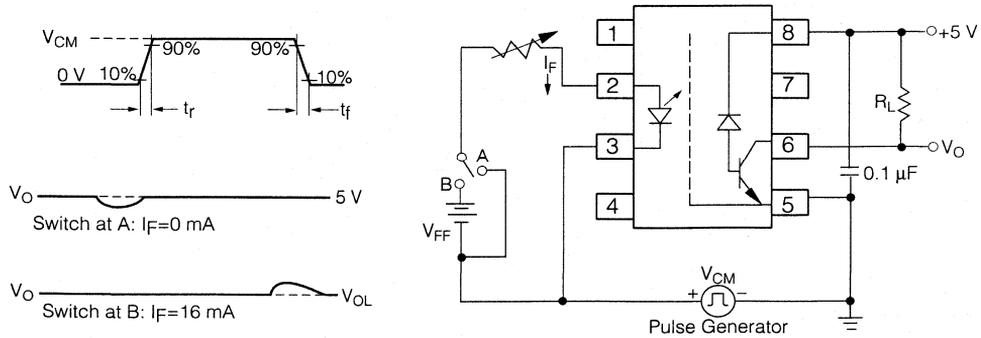 VCM
90%
90%
0 V
10%
10%
tr
tf
VO
5 V
Switch at A: IF=0 mA
VO
VOL
Switch at B: IF=16 mA
IF
A
B
VFF
1
2
3
4
8
7
6
5
+5 V
RL
VO
0.1 µF
VCM
+
−
Pulse Generator